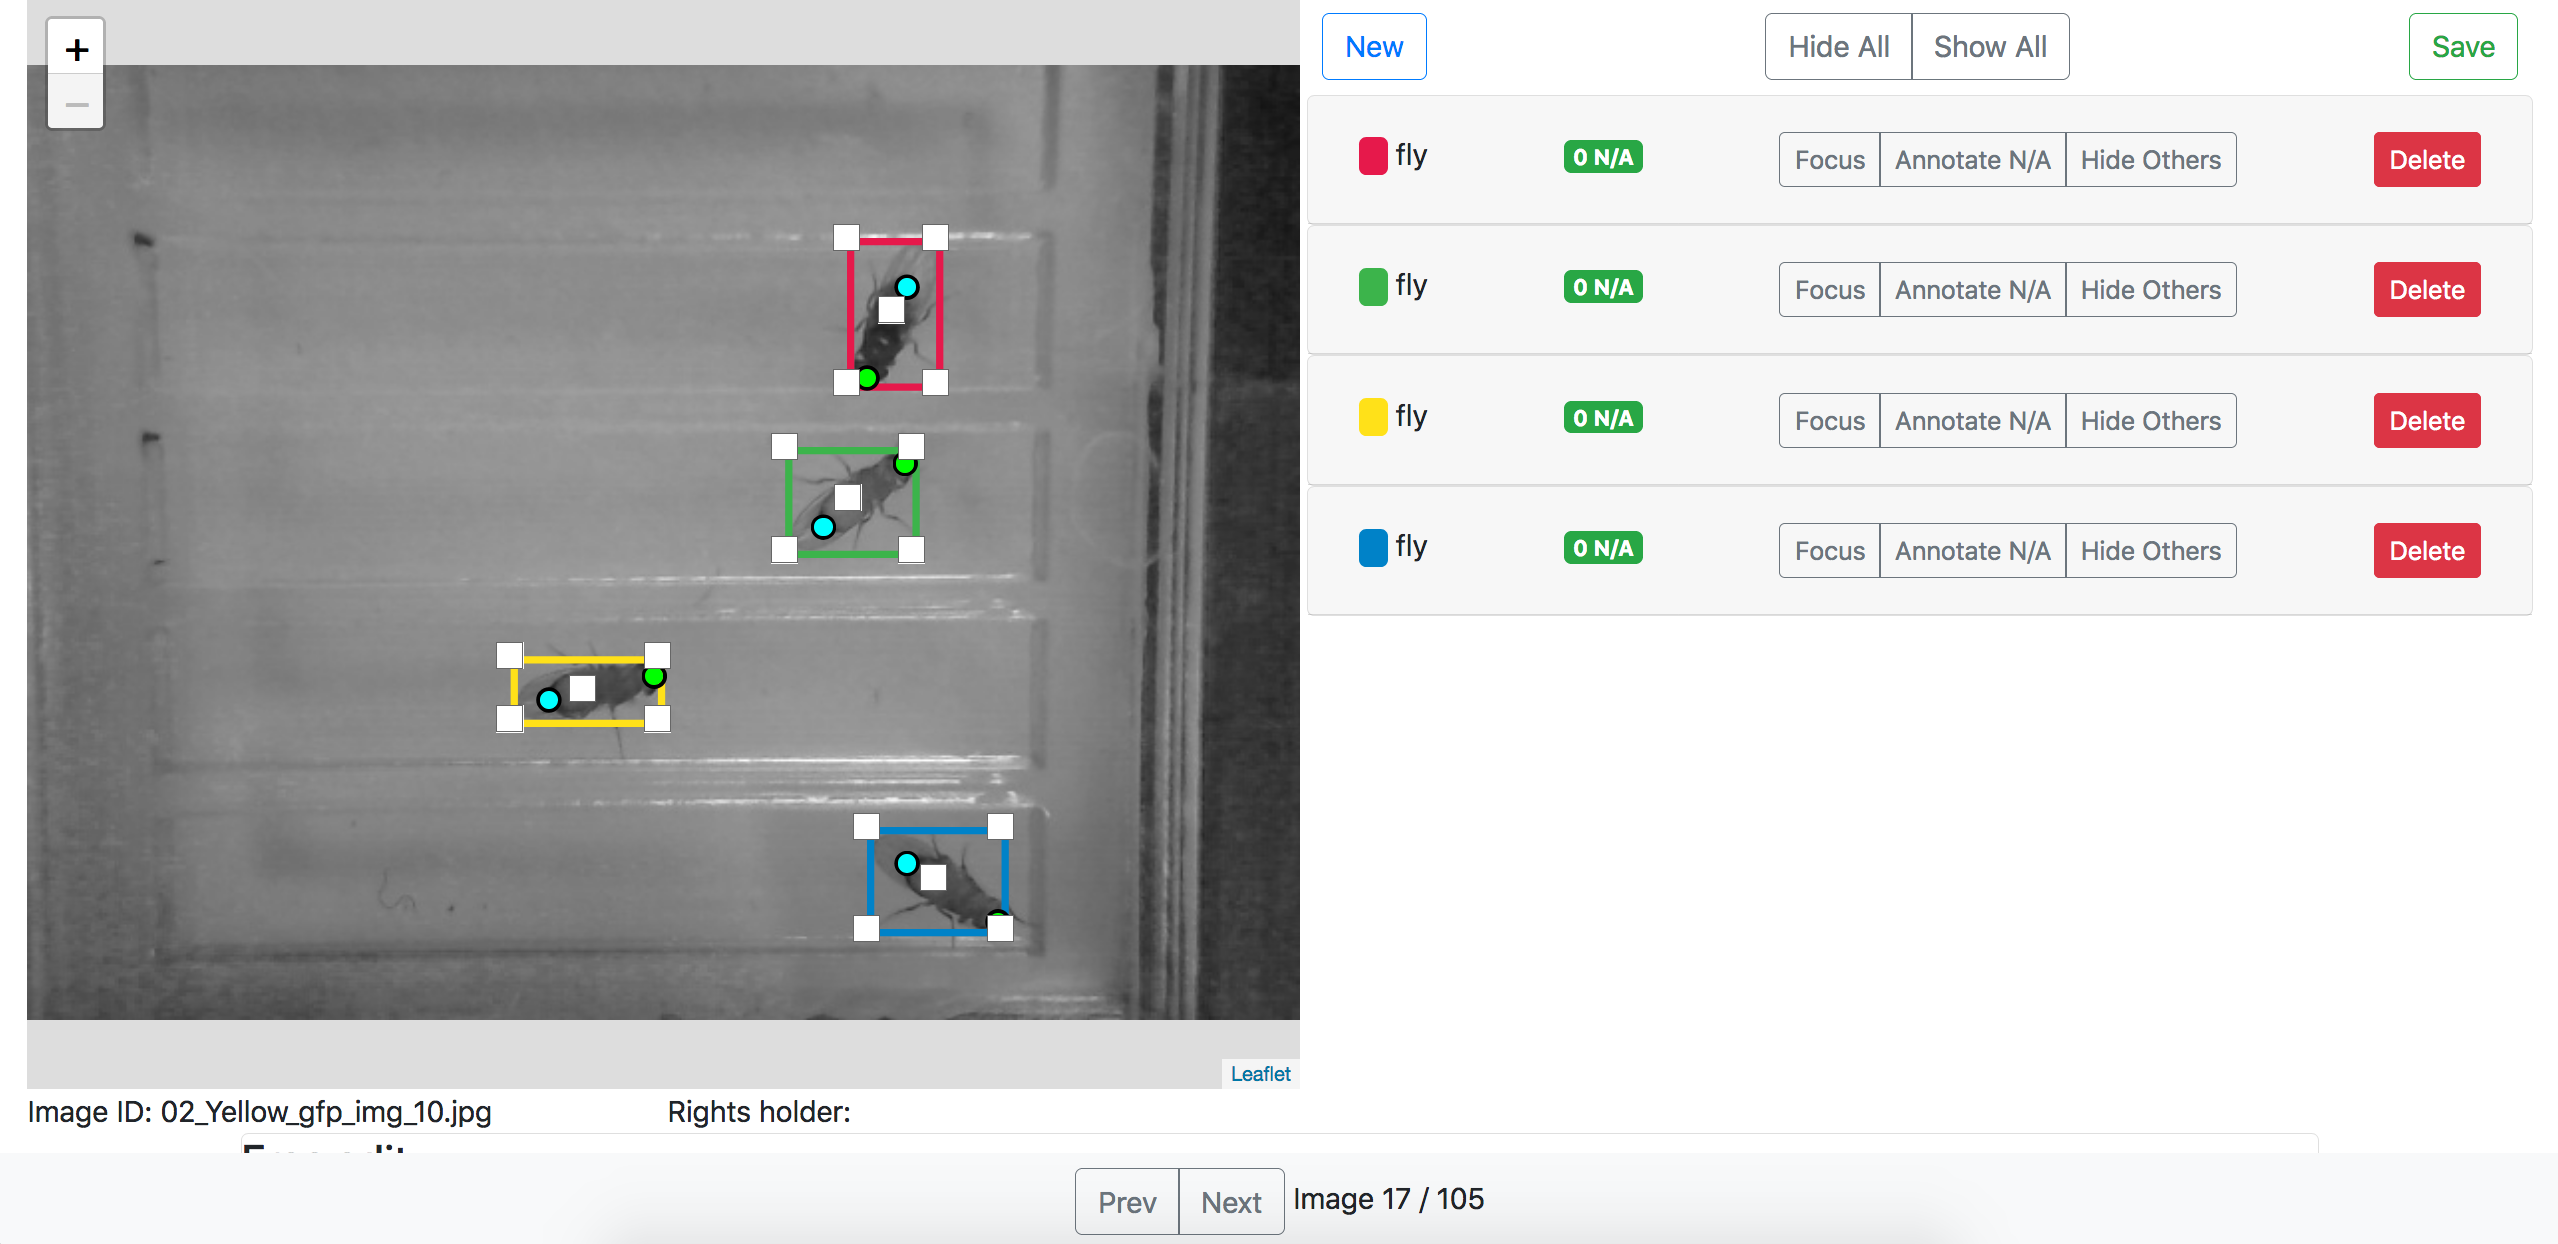 +
−
New
Hide All Show All
Save
fly 0 N/A Focus Annotate N/A Hide Others Delete
fly 0 N/A Focus Annotate N/A Hide Others Delete
fly 0 N/A Focus Annotate N/A Hide Others Delete
fly 0 N/A Focus Annotate N/A Hide Others Delete
Leaflet
Image ID: 02_Yellow_gfp_img_10.jpg Rights holder:
Prev Next Image 17 / 105